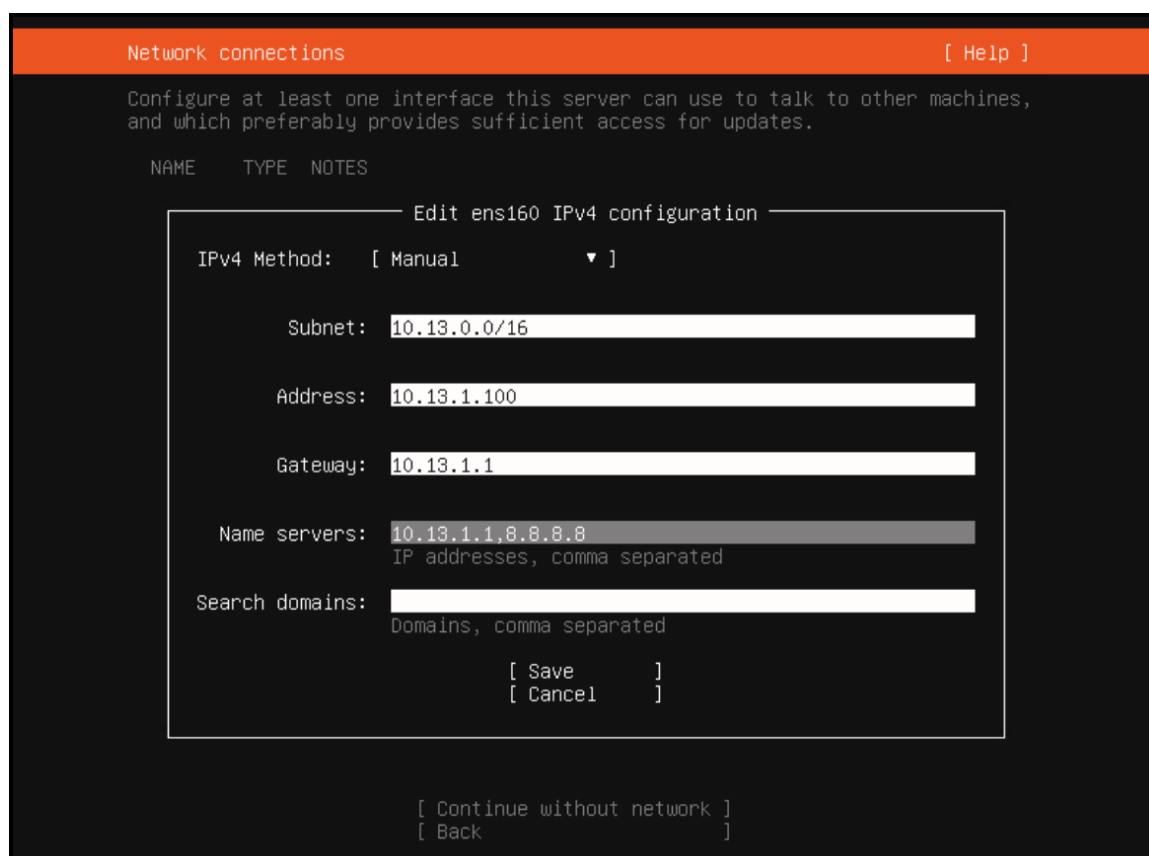 Network connections [ Help ]
Configure at least one interface this server can use to talk to other machines,
and which preferably provides sufficient access for updates.
NAME TYPE NOTES
Edit ens160 IPv4 configuration
IPv4 Method: [ Manual ▼ ]
Subnet: 10.13.0.0/16
Address: 10.13.1.100
Gateway: 10.13.1.1
Name servers: 10.13.1.1,8.8.8.8
IP addresses, comma separated
Search domains:
Domains, comma separated
[ Save ]
[ Cancel ]
[ Continue without network ]
[ Back ]